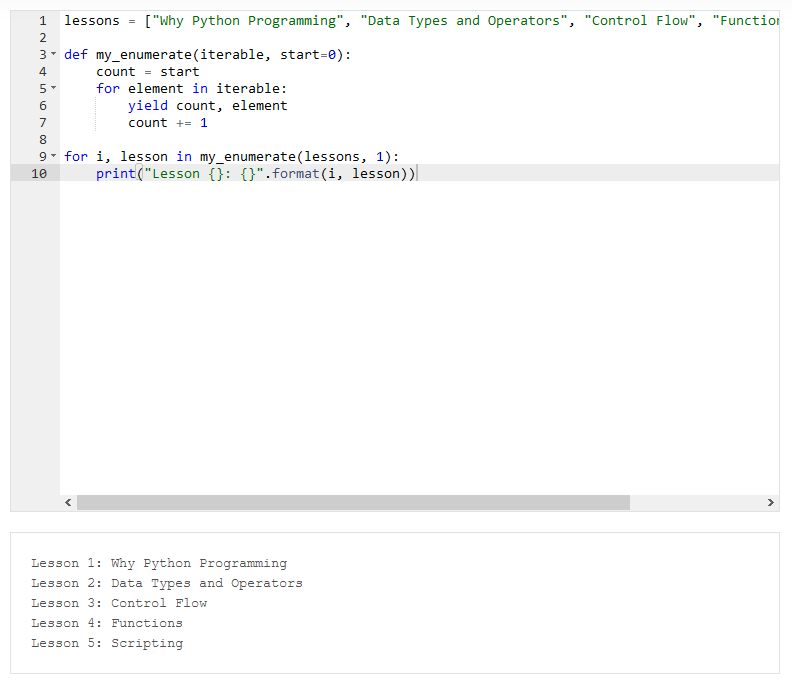 1 lessons = ["Why Python Programming", "Data Types and Operators", "Control Flow", "Function
2
3 def my_enumerate(iterable, start=0):
4     count = start
5     for element in iterable:
6         yield count, element
7         count += 1
8
9 for i, lesson in my_enumerate(lessons, 1):
10     print("Lesson {}: {}".format(i, lesson))
Lesson 1: Why Python Programming
Lesson 2: Data Types and Operators
Lesson 3: Control Flow
Lesson 4: Functions
Lesson 5: Scripting